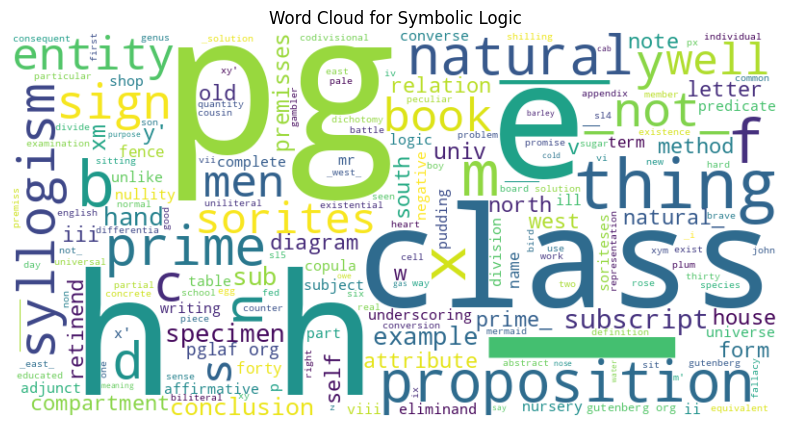 Word Cloud for Symbolic Logic
consequent
genus
_solution
codivisional
converse
shilling
individual
px
first
entity
pg
natural
note
ywell
xy'
cab
particular
shop
premisses
east
iv
relation
letter
common
sign
old
pale
book
e_
_not_
f
member
appendix
predicate
quantity
cousin
gambler
dichotomy
peculiar
barley
sl4
existence
divide
purpose
son
y'
xm
examination
battle
logic
problem
promise
v
sugar
term
method
syllogism
b
sitting
fence
vii
complete
mr
_west_
south
univ
m
cold
thing
vi
new
hard
men
unlike
nullity
boy
negative
board solution
premiss
english
normal
hand
uniliteral
existential
seen
north
ill
natural_
brave
not_
differentia
good
sorites
heart
pudding
west
name
division
bird
_i
universal
iii
prime
diagram
cell
x
class
use
work
soriteses
representation
xym
exist
john
day
c
n
sub
copula
w
gas
way
two
plum
thirty
non
partial
concrete
table
sl5
subject
six
rose
species
retinend
h
school
egg
fed
own
real
underscoring
subscript
house
x'
d
writing
counter
part
conversion
prime_
universe
piece
specimen
example
mermaid
definition
form
s
pglaf org
self
attribute
abstract
nose
sit
gutenberg
_east_
one
sense
forty
p
right
ix
proposition
water
m'
fallacy
educated
meaning
affirmative
adjunct
biliteral
xy
viii
eliminand
nursery
gutenberg org
ii
compartment
conclusion
z
say
equivalent